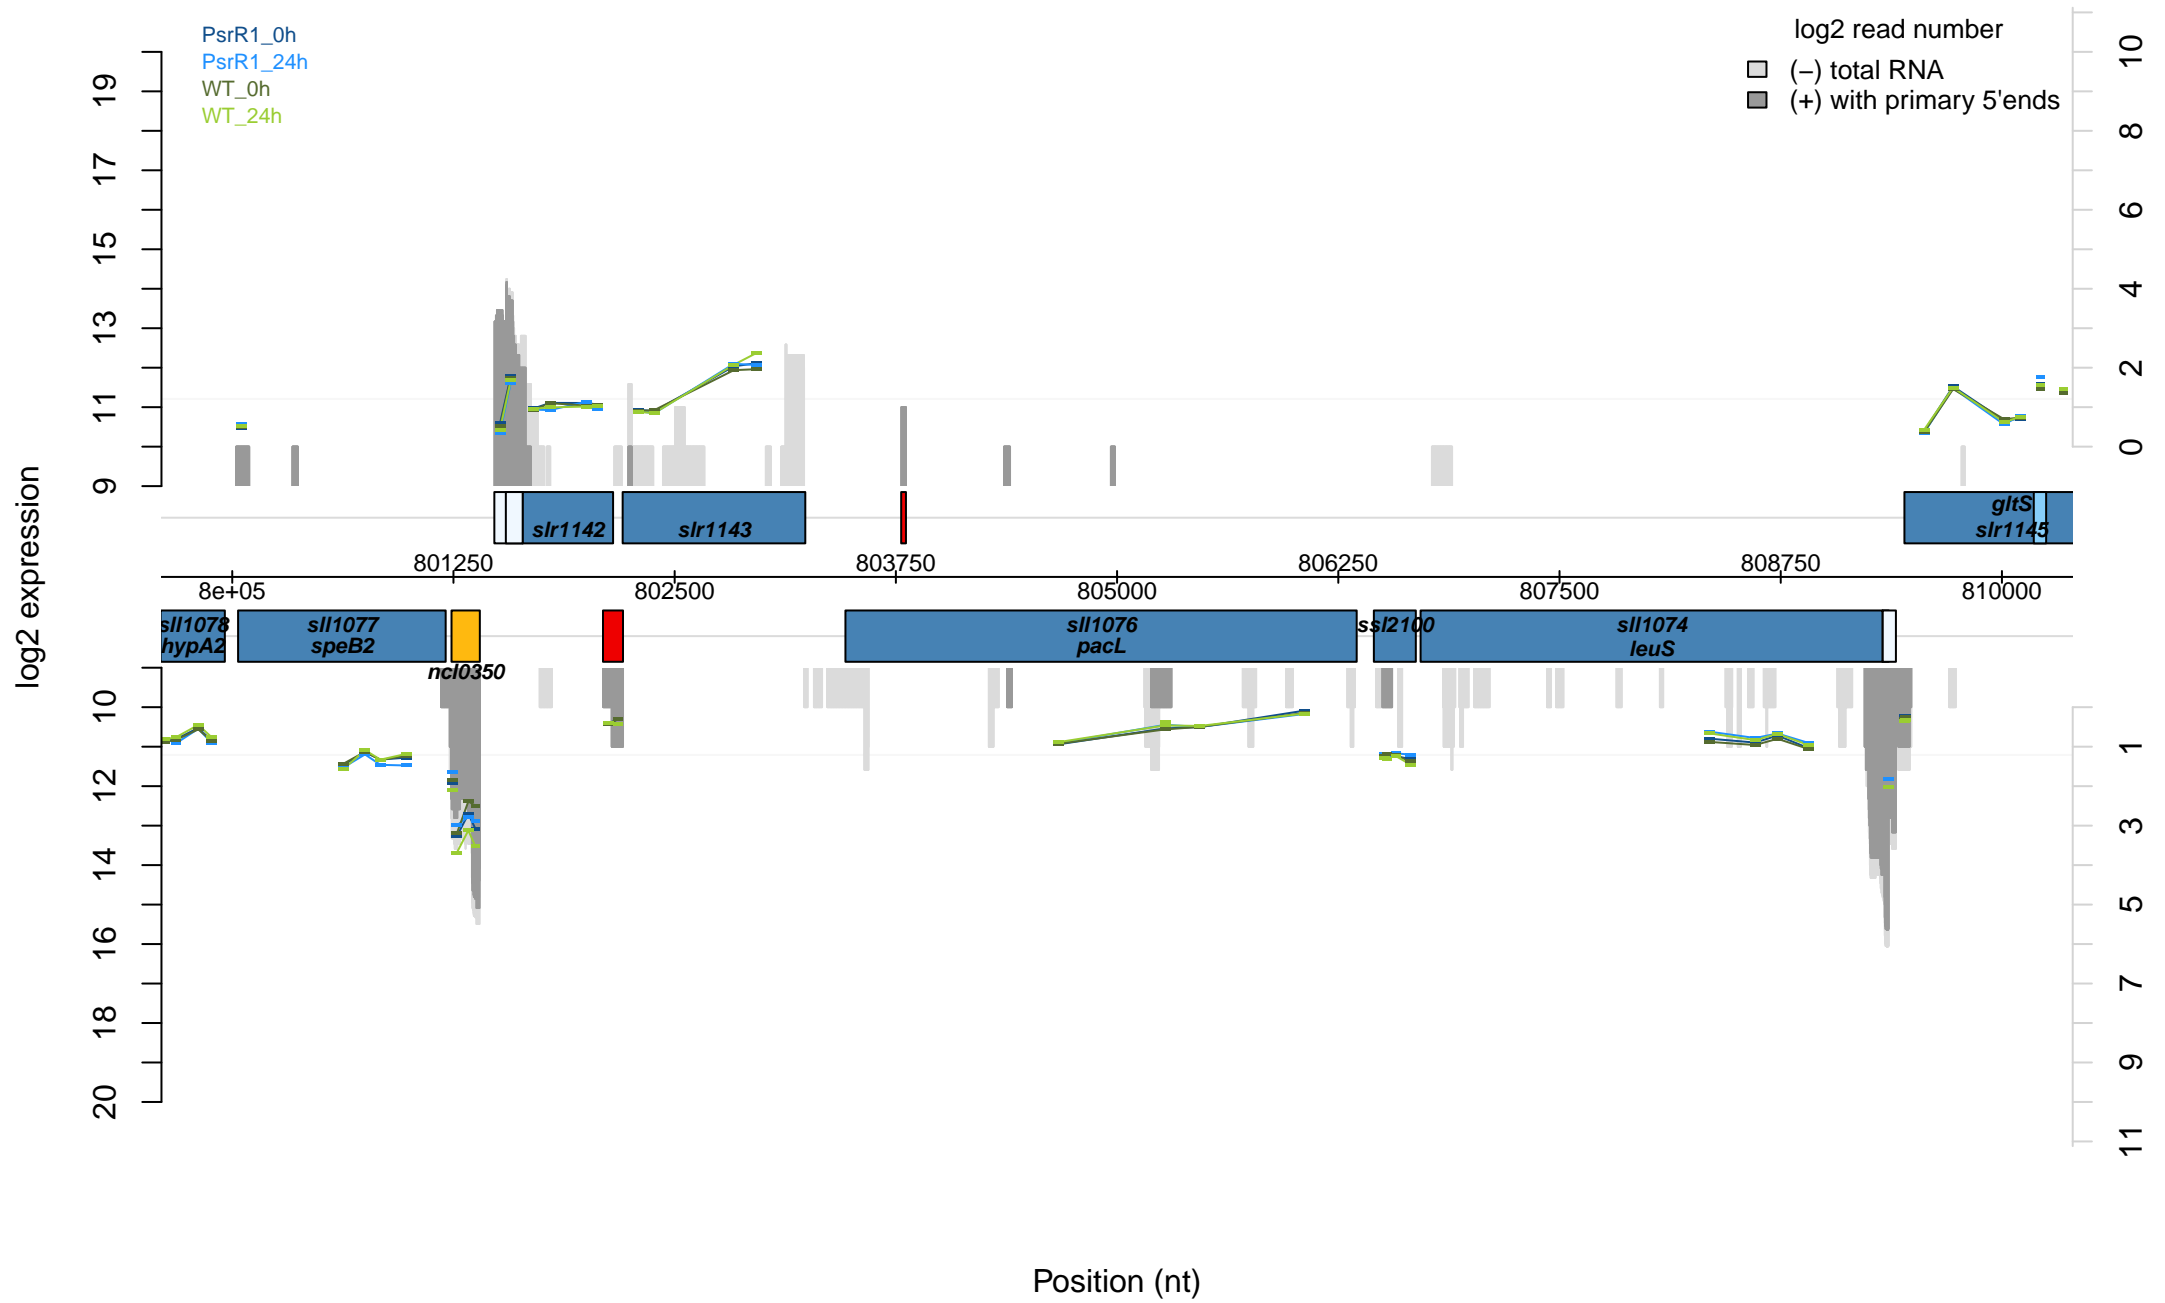 PsrR1_0h
PsrR1_24h
WT_0h
WT_24h
log2 read number
(−) total RNA
(+) with primary 5'ends
19
17
15
13
11
9
10
8
6
4
2
0
log2 expression
slr1142
slr1143
gltS
slr1145
801250
803750
806250
808750
8e+05
802500
805000
807500
810000
sll1078
hypA2
sll1077
speB2
ncl0350
sll1076
pacL
ssl2100
sll1074
leuS
10
12
14
16
18
20
1
3
5
7
9
11
Position (nt)